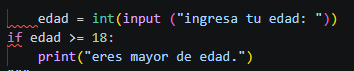 edad = int(input ("ingresa tu edad: "))
if edad >= 18:
print("eres mayor de edad.")